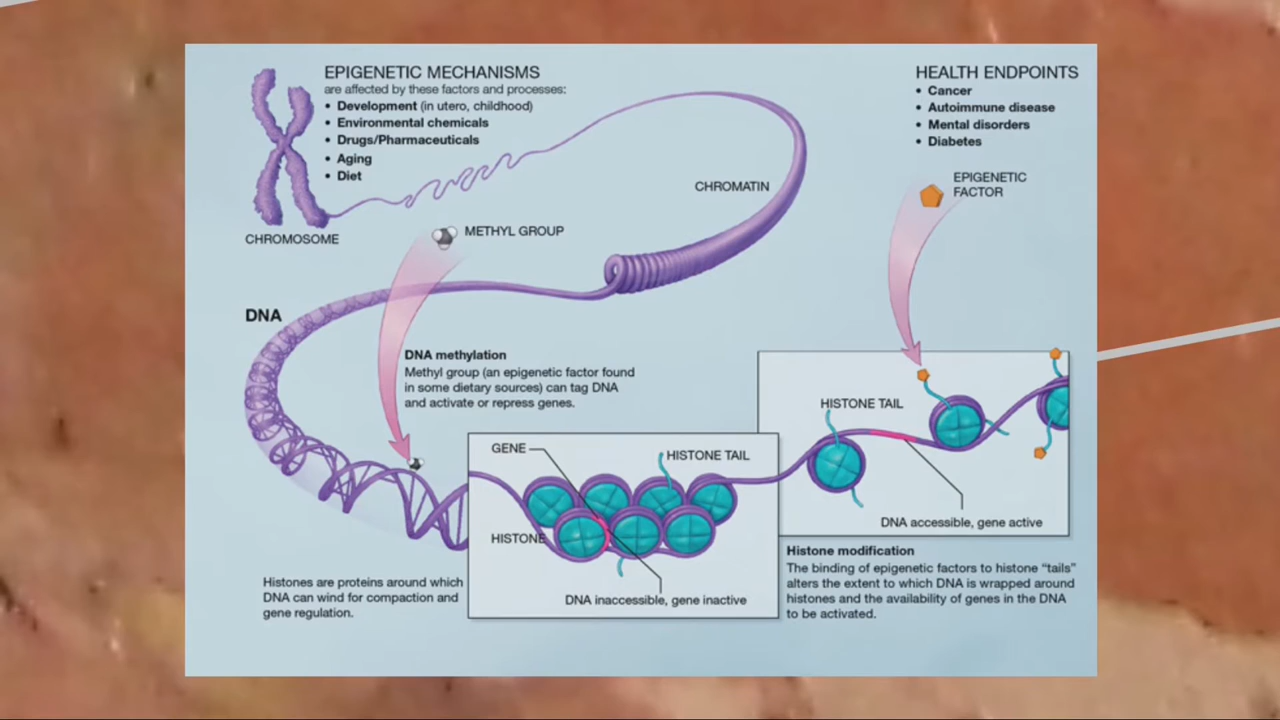 EPIGENETIC MECHANISMS
are affected by these factors and processes:
• Development (in utero, childhood)
• Environmental chemicals
• Drugs/Pharmaceuticals
• Aging
• Diet
HEALTH ENDPOINTS
• Cancer
• Autoimmune disease
• Mental disorders
• Diabetes
EPIGENETIC
FACTOR
CHROMATIN
CHROMOSOME
METHYL GROUP
DNA
DNA methylation
Methyl group (an epigenetic factor found
in some dietary sources) can tag DNA
and activate or repress genes.
HISTONE TAIL
GENE
HISTONE TAIL
DNA accessible, gene active
HISTONE
DNA inaccessible, gene inactive
Histones are proteins around which
DNA can wind for compaction and
gene regulation.
Histone modification
The binding of epigenetic factors to histone “tails”
alters the extent to which DNA is wrapped around
histones and the availability of genes in the DNA
to be activated.